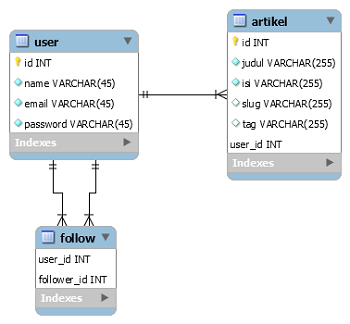 user
id INT
name VARCHAR(45)
email VARCHAR(45)
password VARCHAR(45)
Indexes
artikel
id INT
judul VARCHAR(255)
isi VARCHAR(255)
slug VARCHAR(255)
tag VARCHAR(255)
user_id INT
Indexes
follow
user_id INT
follower_id INT
Indexes